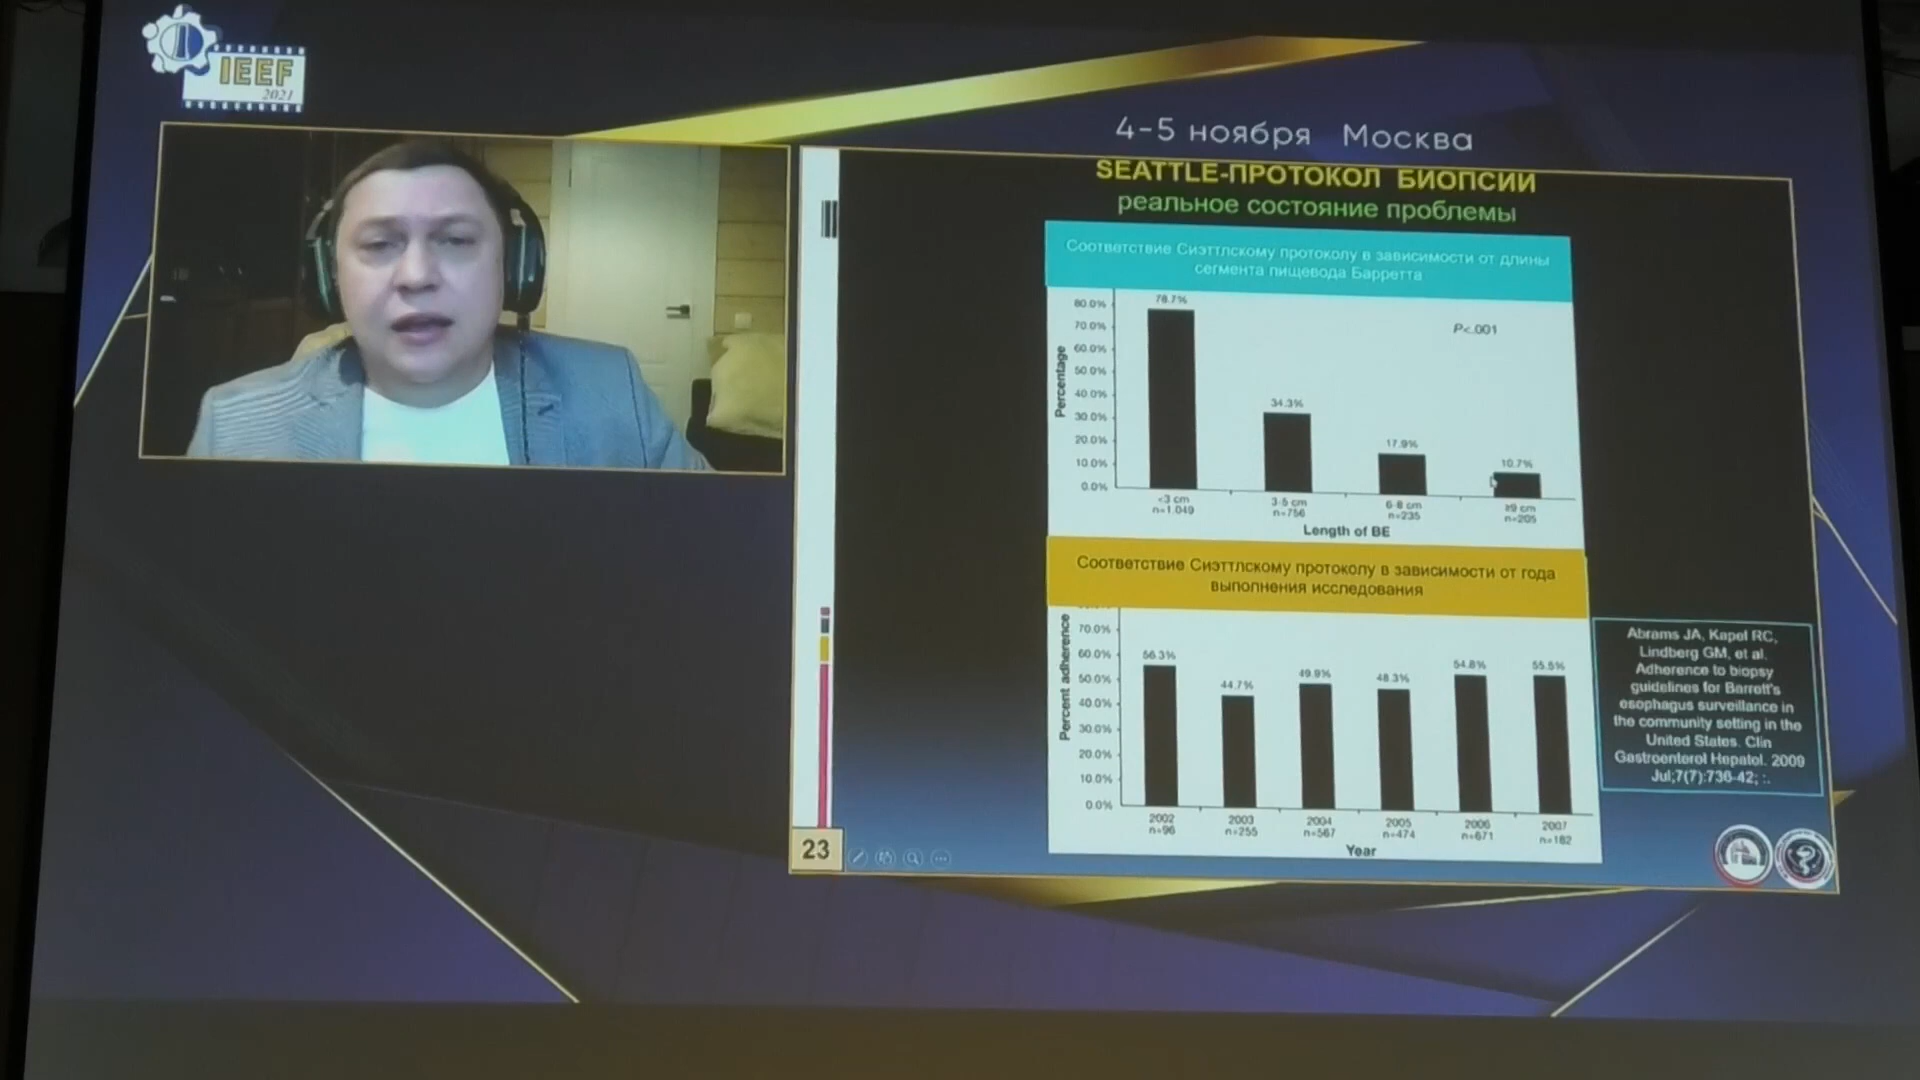 IEEF
2021
4-5 ноября Москва
SEATTLE-ПРОТОКОЛ БИОПСИИ
реальное состояние проблемы
Соответствие Сиэттлскому протоколу в зависимости от длины
сегмента пищевода Барретта
Percentage
80.0%
70.0%
60.0%
50.0%
40.0%
30.0%
20.0%
10.0%
0.0%
78.7%
34.3%
17.9%
10.7%
P<.001
<3 cm
n=1.049
3-5 cm
n=756
6-8 cm
n=235
≥9 cm
n=205
Length of BE
Соответствие Сиэттлскому протоколу в зависимости от года
выполнения исследования
Percent adherence
70.0%
60.0%
50.0%
40.0%
30.0%
20.0%
10.0%
0.0%
56.3%
44.7%
49.9%
48.3%
54.8%
55.5%
2002
n=96
2003
n=255
2004
n=567
2005
n=474
2006
n=671
2007
n=182
Year
Abrams JA, Kapel RC,
Lindberg GM, et al.
Adherence to biopsy
guidelines for Barrett's
esophagus surveillance in
the community setting in the
United States. Clin
Gastroenterol Hepatol. 2009
Jul;7(7):736-42; :.
23